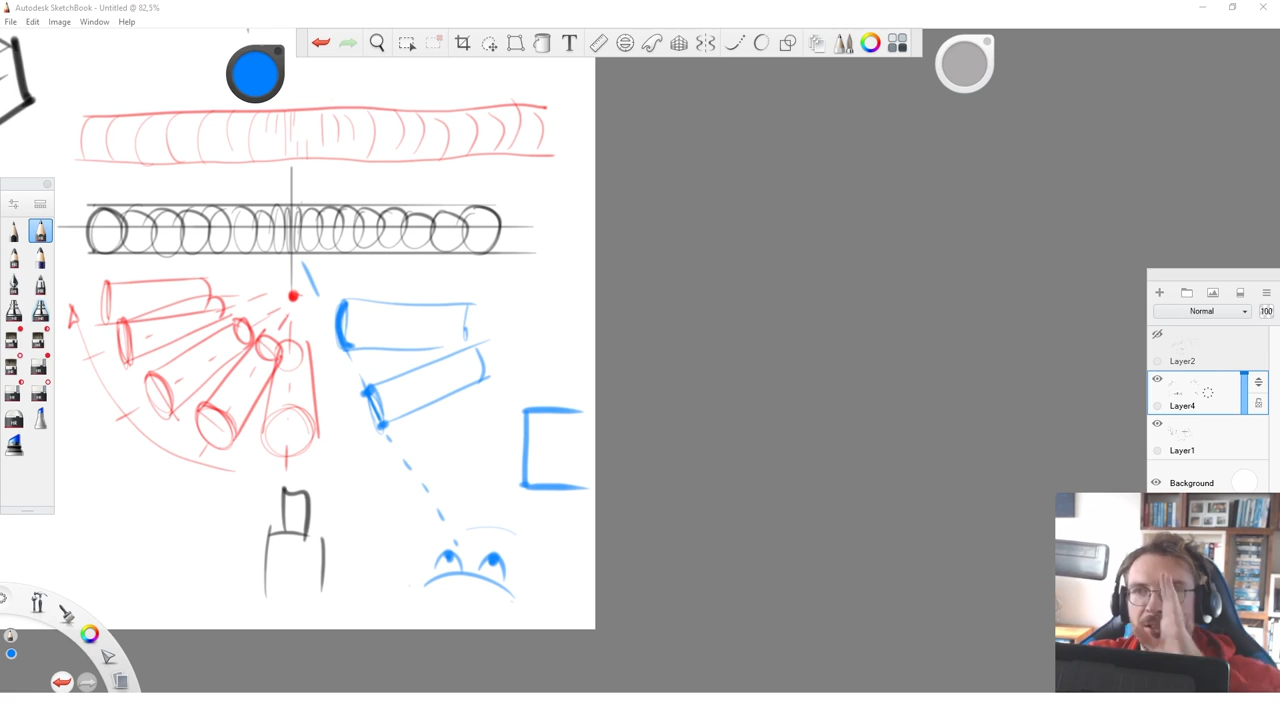 Autodesk SketchBook - Untitled @ 82,5%
File Edit Image Window Help
T
Normal
100
Layer2
Layer4
Layer1
Background